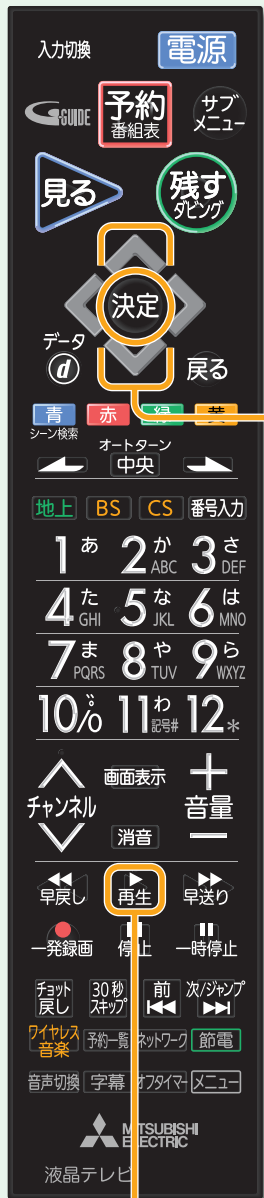 入力切換 電源
G-GUIDE 予約 サブ
番組表 メニュー
見る 残す
ダビング
決定
データ
d 戻る
青 赤 緑 黄
シーン検索
オートターン
中央
地上 BS CS 番号入力
1 あ 2 か ABC 3 さ DEF
4 た GHI 5 な JKL 6 は MNO
7 ま PQRS 8 や TUV 9 ら WXYZ
10/0 ゛゜ 11 わ 記号# 12 *
画面表示 +
チャンネル 音量
消音 −
早戻し 再生 早送り
一発録画 停止 一時停止
チョット 30秒 前 次/ジャンプ
戻し スキップ
ワイヤレス 予約一覧 ネットワーク 節電
音楽
音声切換 字幕 オフタイマー メニュー
MITSUBISHI
ELECTRIC
液晶テレビ